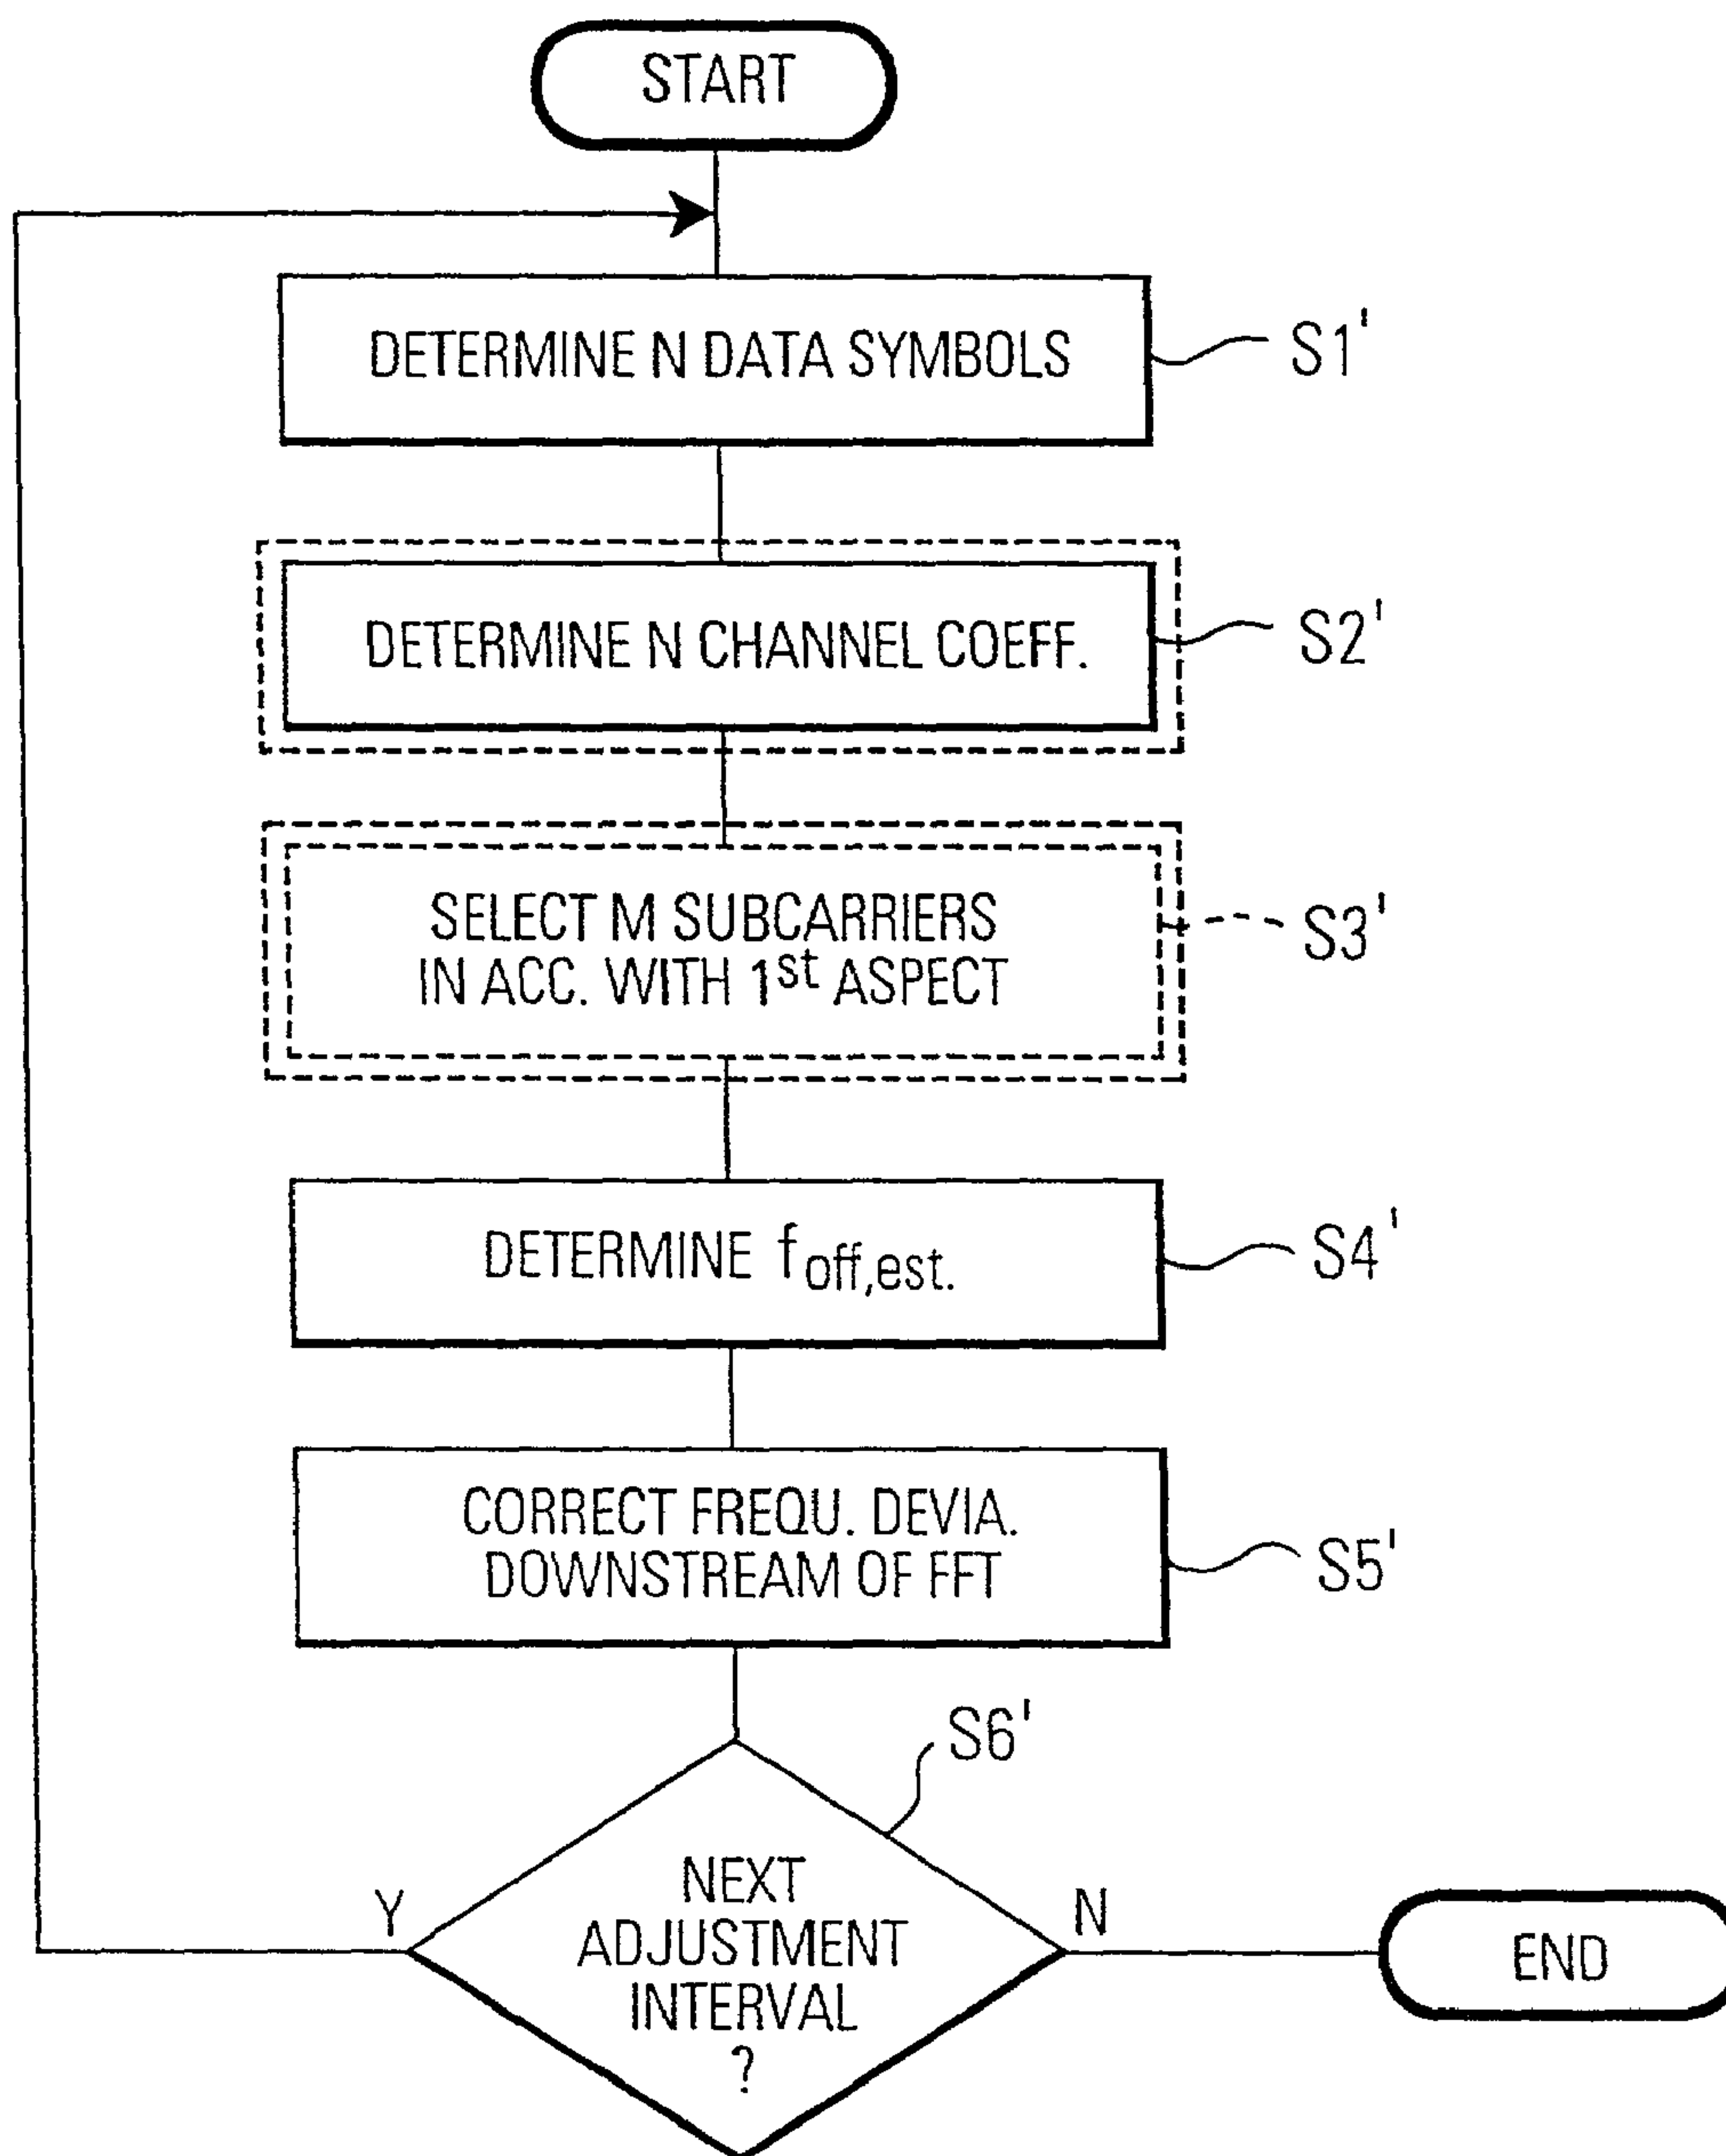 START
DETERMINE N DATA SYMBOLS
S1'
DETERMINE N CHANNEL COEFF.
S2'
SELECT M SUBCARRIERS
IN ACC. WITH 1st ASPECT
S3'
DETERMINE foff,est.
S4'
CORRECT FREQU. DEVIA.
DOWNSTREAM OF FFT
S5'
S6'
NEXT
ADJUSTMENT
INTERVAL
?
Y
N
END